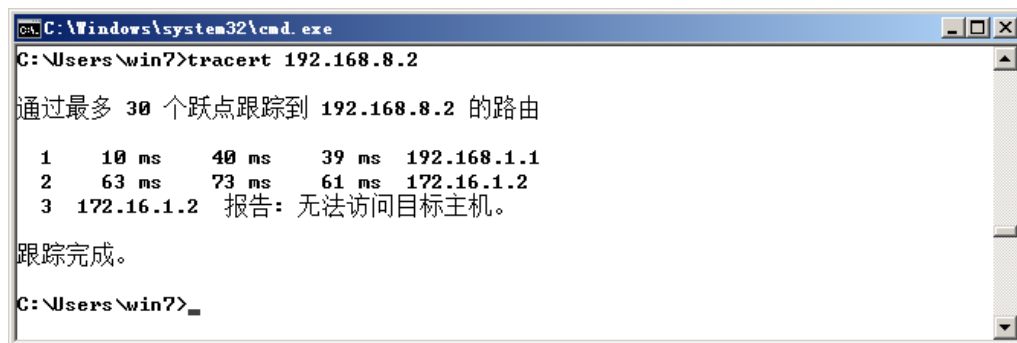 C:\Windows\system32\cmd.exe
C:\Users\win7>tracert 192.168.8.2
通过最多 30 个跃点跟踪到 192.168.8.2 的路由
1 10 ms 40 ms 39 ms 192.168.1.1
2 63 ms 73 ms 61 ms 172.16.1.2
3 172.16.1.2 报告: 无法访问目标主机。
跟踪完成。
C:\Users\win7>_